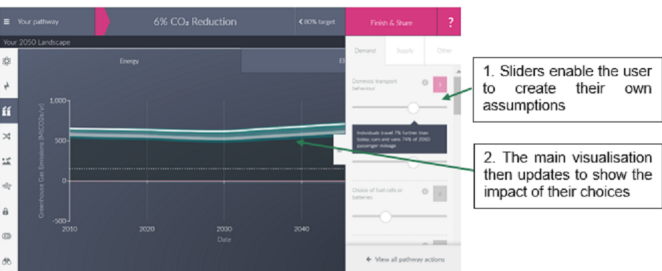 Your pathway
6% CO₂ Reduction
80% target
Finish & Share
?
Your 2050 Landscape
Energy
Demand
Supply
Other
Domestic transport
behaviour
Individuals travel 7% further than
today; cars and vans 74% of 2050
passenger mileage
Choice of fuel cells or
batteries
View all pathway actions
Greenhouse Gas Emissions (MtCO2e/yr)
1,000
500
0
-500
2010
2020
2030
2040
Date
1. Sliders enable the user
to create their own
assumptions
2. The main visualisation
then updates to show the
impact of their choices